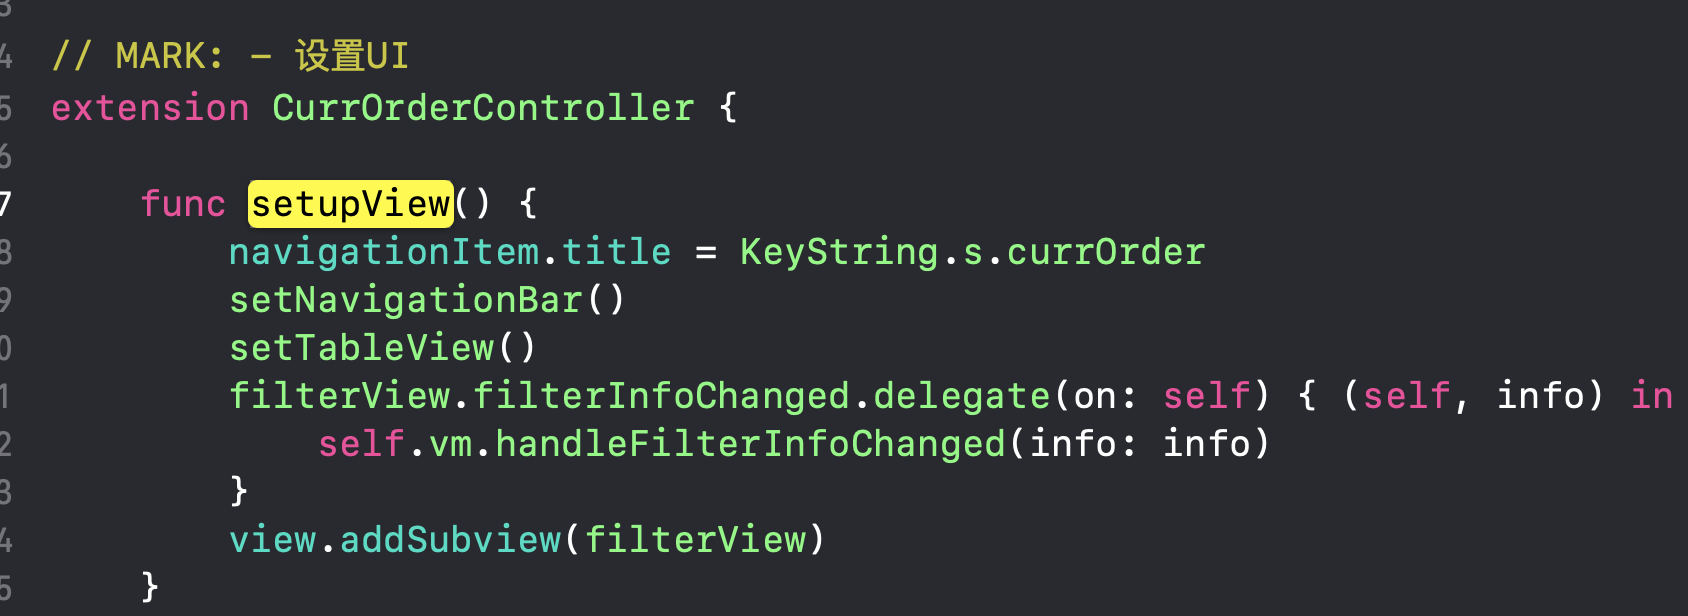 3
4 // MARK: - 设置UI
5 extension CurrOrderController {
6
7 func setupView() {
8 navigationItem.title = KeyString.s.currOrder
9 setNavigationBar()
0 setTableView()
1 filterView.filterInfoChanged.delegate(on: self) { (self, info) in
2 self.vm.handleFilterInfoChanged(info: info)
3 }
4 view.addSubview(filterView)
5 }